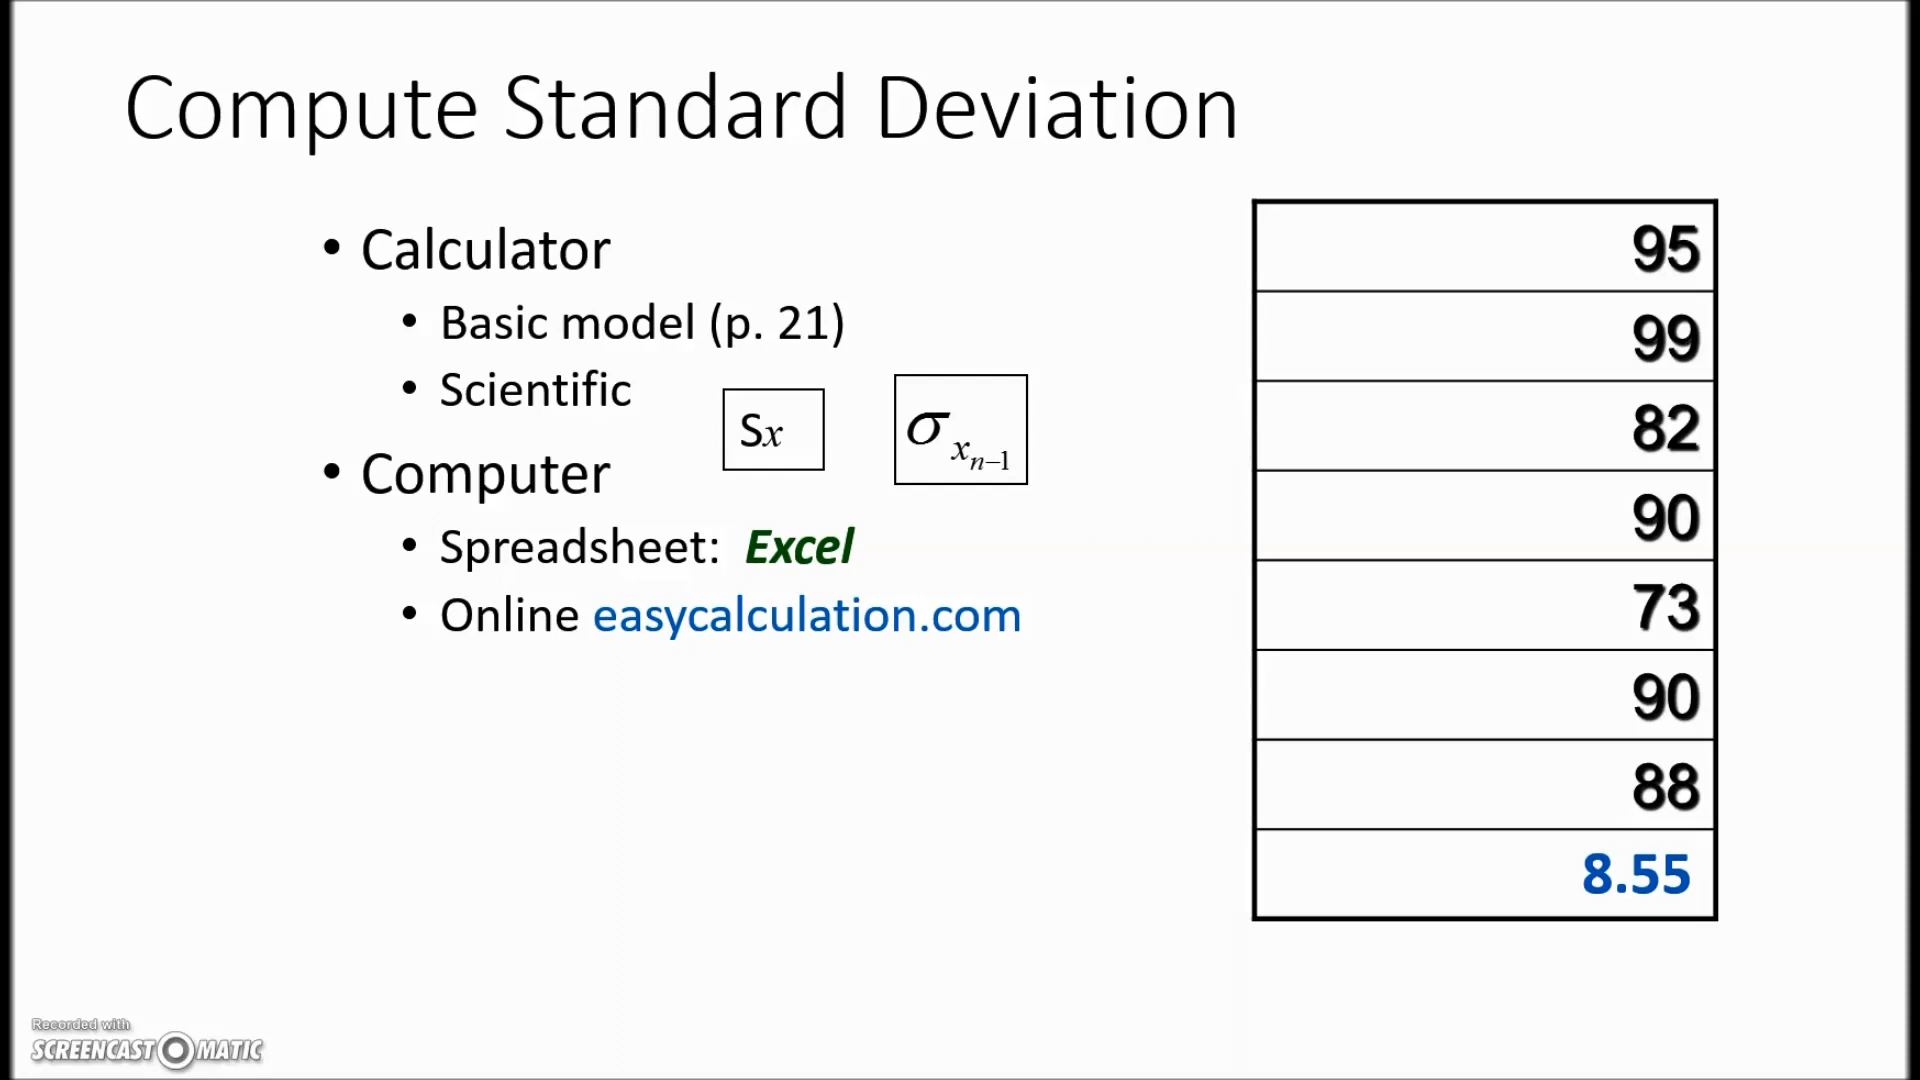 Compute Standard Deviation
• Calculator
• Basic model (p. 21)
• Scientific
Sx
σxn−1
• Computer
• Spreadsheet: Excel
• Online easycalculation.com
95
99
82
90
73
90
88
8.55
Recorded with
SCREENCAST MATIC